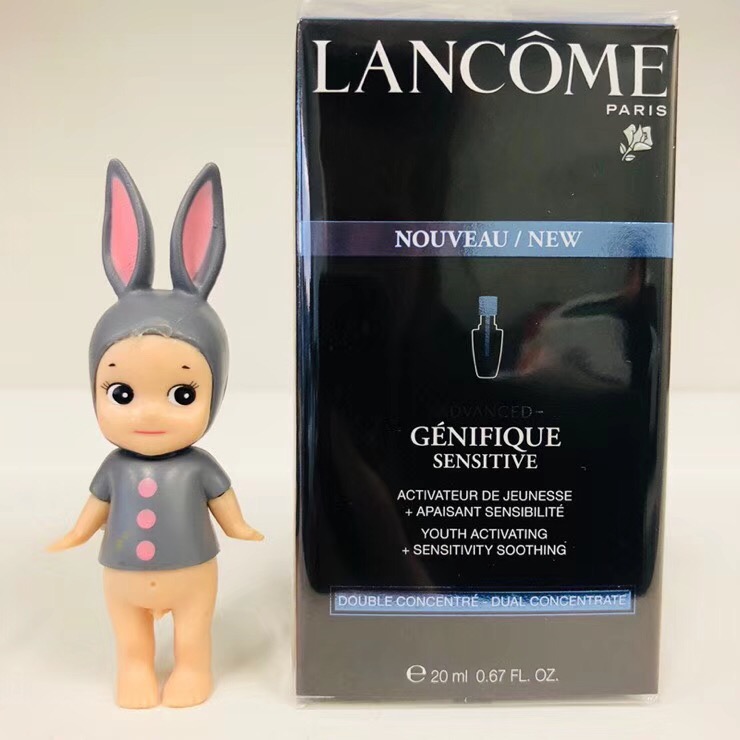 LANCÔME
PARIS
NOUVEAU / NEW
ADVANCED
GÉNIFIQUE
SENSITIVE
ACTIVATEUR DE JEUNESSE
+ APAISANT SENSIBILITÉ
YOUTH ACTIVATING
+ SENSITIVITY SOOTHING
DOUBLE CONCENTRÉ - DUAL CONCENTRATE
℮ 20 ml 0.67 FL. OZ.